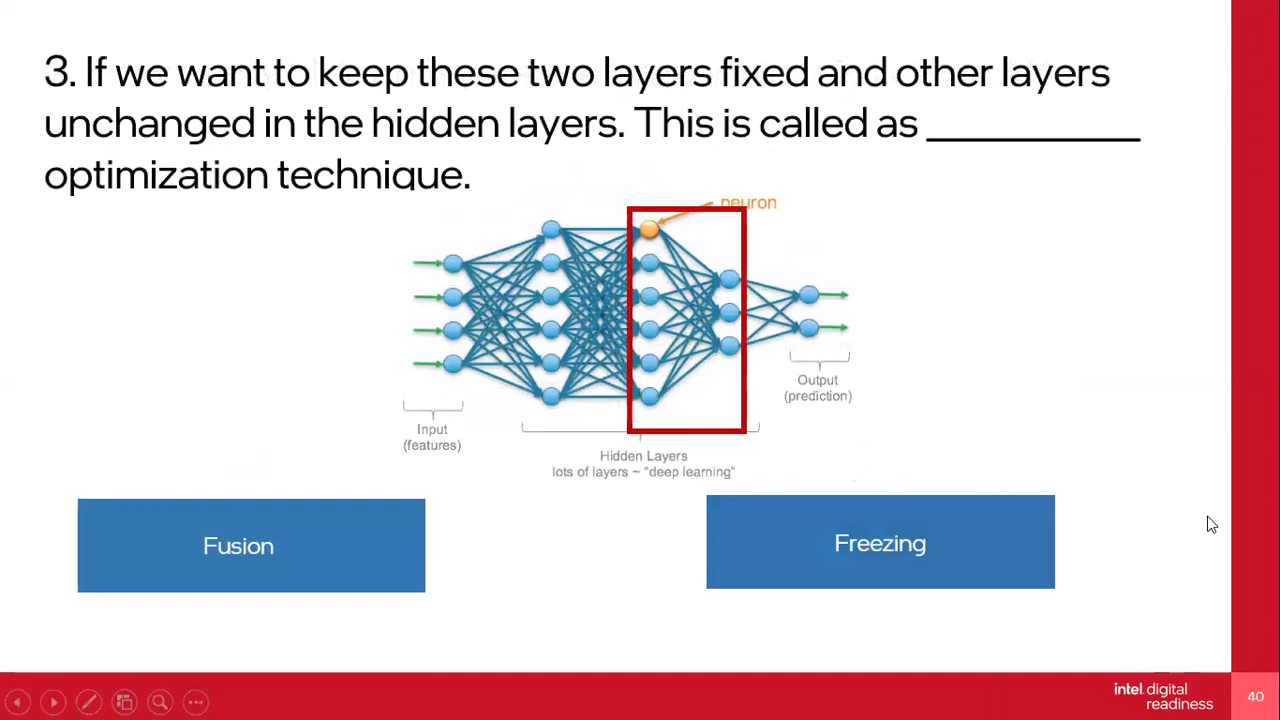 3. If we want to keep these two layers fixed and other layers
unchanged in the hidden layers. This is called as ___________
optimization technique.
neuron
Output
(prediction)
Input
(features)
Hidden Layers
lots of layers ~ "deep learning"
Fusion
Freezing
intel digital
readiness
40